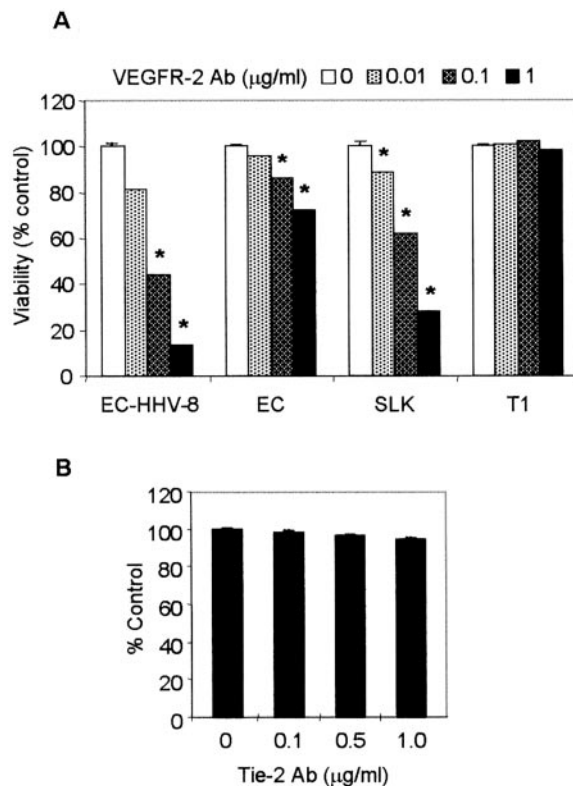 A
VEGFR-2 Ab (μg/ml) 0 0.01 0.1 1
Viability (% control)
120
100
80
60
40
20
0
* * * * * * *
EC-HHV-8 EC SLK T1
B
% Control
120
100
80
60
40
20
0
0 0.1 0.5 1.0
Tie-2 Ab (μg/ml)